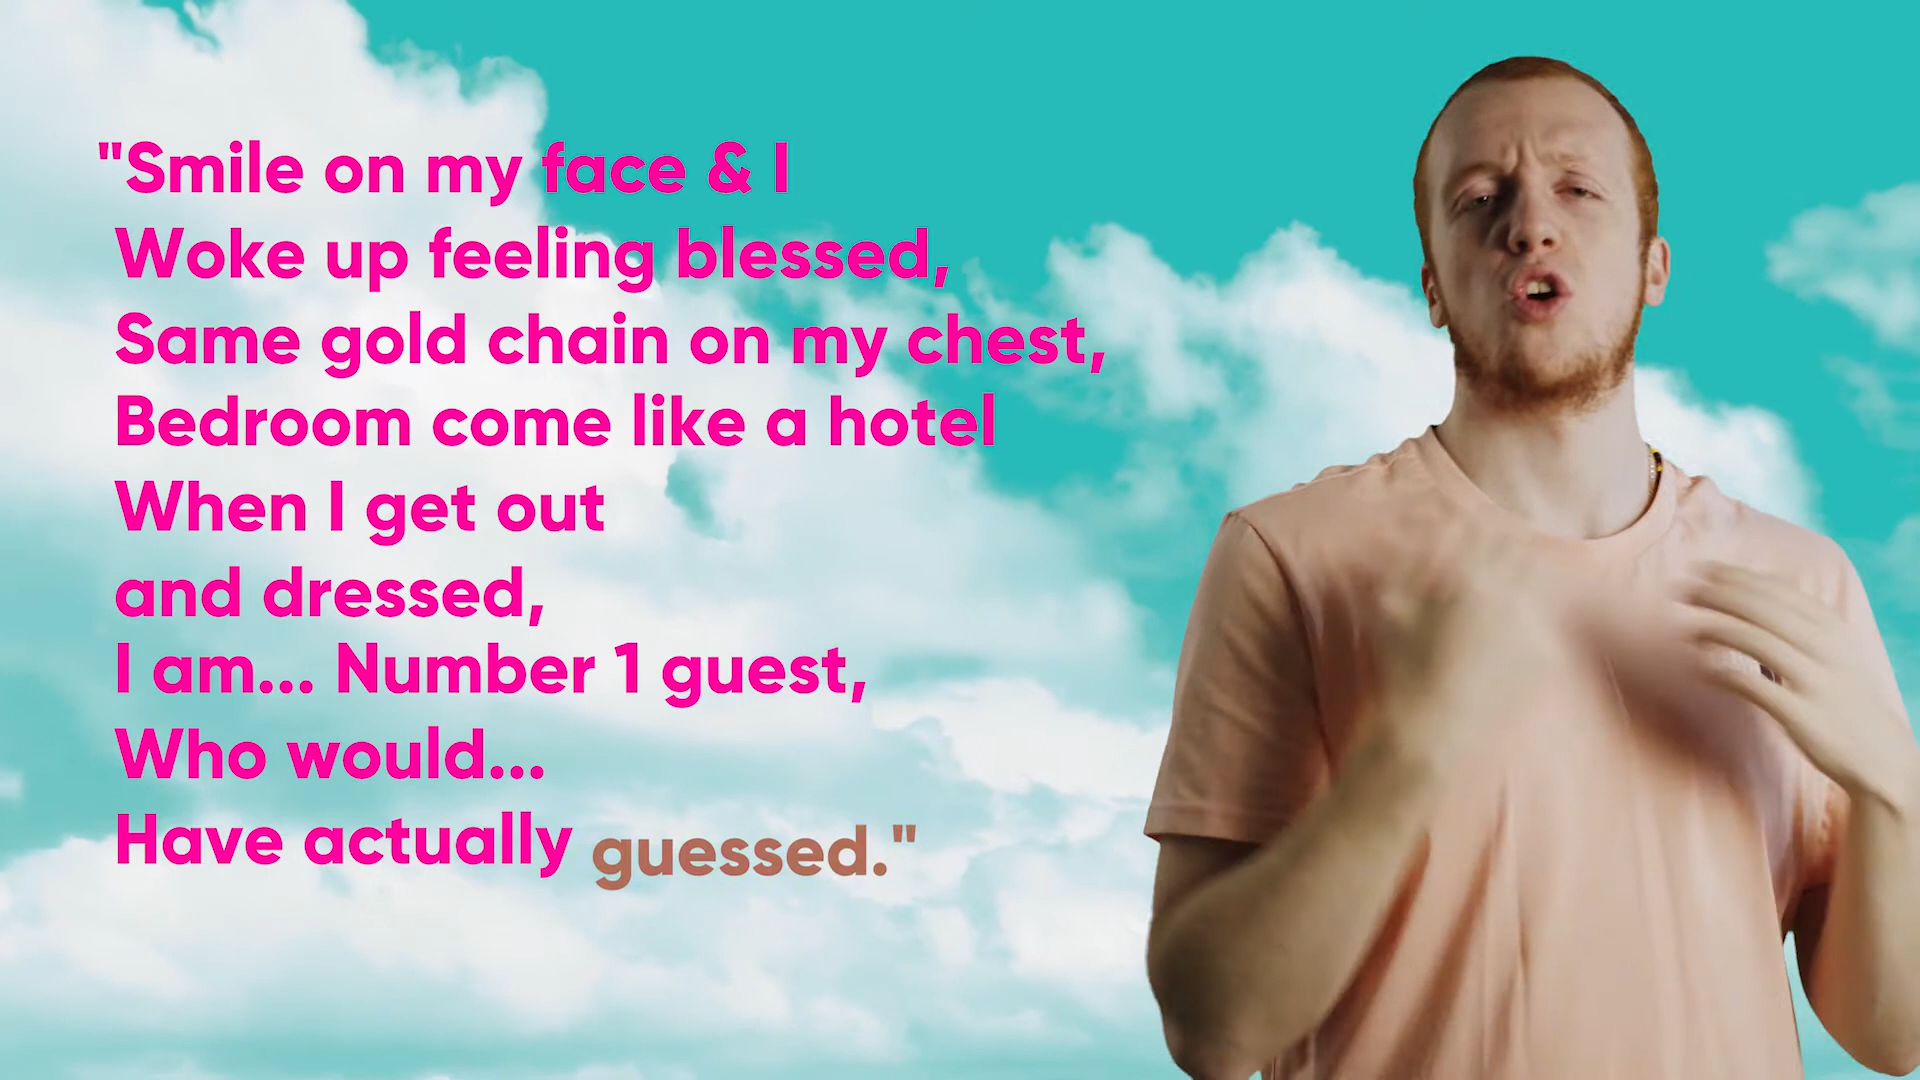 "Smile on my face & I
Woke up feeling blessed,
Same gold chain on my chest,
Bedroom come like a hotel
When I get out
and dressed,
I am... Number 1 guest,
Who would...
Have actually guessed."